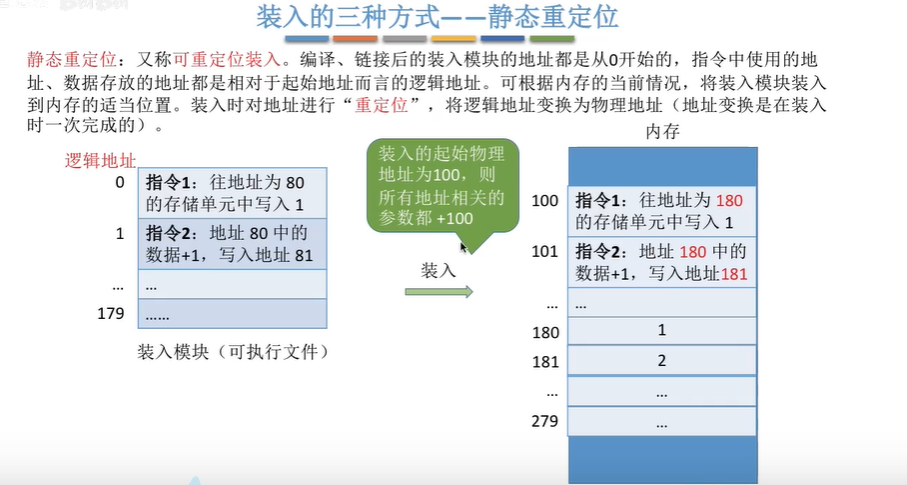 装入的三种方式——静态重定位
静态重定位：又称可重定位装入。编译、链接后的装入模块的地址都是从0开始的，指令中使用的地
址、数据存放的地址都是相对于起始地址而言的逻辑地址。可根据内存的当前情况，将装入模块装入
到内存的适当位置。装入时对地址进行“重定位”，将逻辑地址变换为物理地址（地址变换是在装入
时一次完成的）。
逻辑地址
0
指令1：往地址为 80
的存储单元中写入 1
1
指令2：地址 80 中的
数据+1，写入地址 81
...
...
179
……
装入模块（可执行文件）
装入的起始物理
地址为100，则
所有地址相关的
参数都 +100
装入
内存
100
指令1：往地址为 180
的存储单元中写入 1
101
指令2：地址 180 中的
数据+1，写入地址181
...
...
180
1
181
2
...
...
279
...